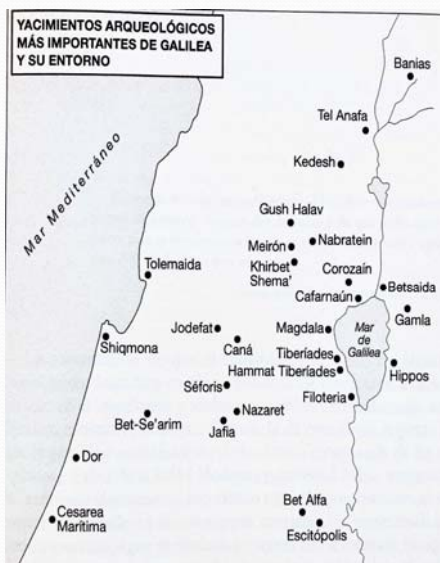 YACIMIENTOS ARQUEOLÓGICOS
MÁS IMPORTANTES DE GALILEA
Y SU ENTORNO
Banias
Tel Anafa
Kedesh
Mar Mediterráneo
Gush Halav
Nabratein
Meirón
Khirbet
Shema'
Tolemaida
Corozaín
Cafarnaún
Betsaida
Gamla
Jodefat
Caná
Magdala
Mar
de
Galilea
Shiqmona
Tiberíades
Hammat
Tiberíades
Hippos
Séforis
Filoteria
Bet-Se'arim
Nazaret
Jafia
Dor
Cesarea
Marítima
Bet Alfa
Escitópolis